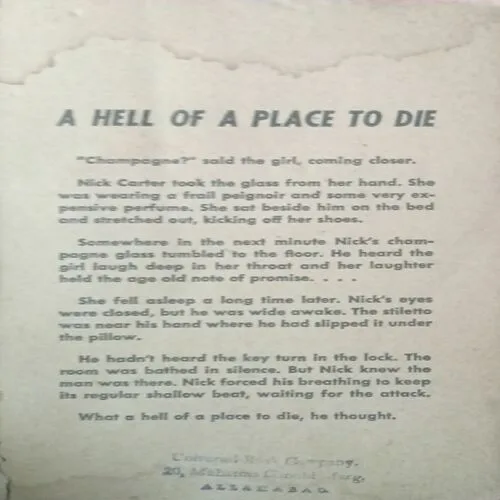 A HELL OF A PLACE TO DIE
"Champagne?" said the girl, coming closer.
Nick Carter took the glass from her hand. She
was wearing a frail peignoir and some very ex-
pensive perfume. She sat beside him on the bed
and stretched out, kicking off her shoes.
Somewhere in the next minute Nick's cham-
pagne glass tumbled to the floor. He heard the
girl laugh deep in her throat and her laughter
held the age old note of promise. . . .
She fell asleep a long time later. Nick's eyes
were closed, but he was wide awake. The stiletto
was near his hand where he had slipped it under
the pillow.
He hadn't heard the key turn in the lock. The
room was bathed in silence. But Nick knew the
man was there. Nick forced his breathing to keep
its regular shallow beat, waiting for the attack.
What a hell of a place to die, he thought.
Universal Book Company,
20, Mahatma Gandhi Marg,
ALLAHABAD